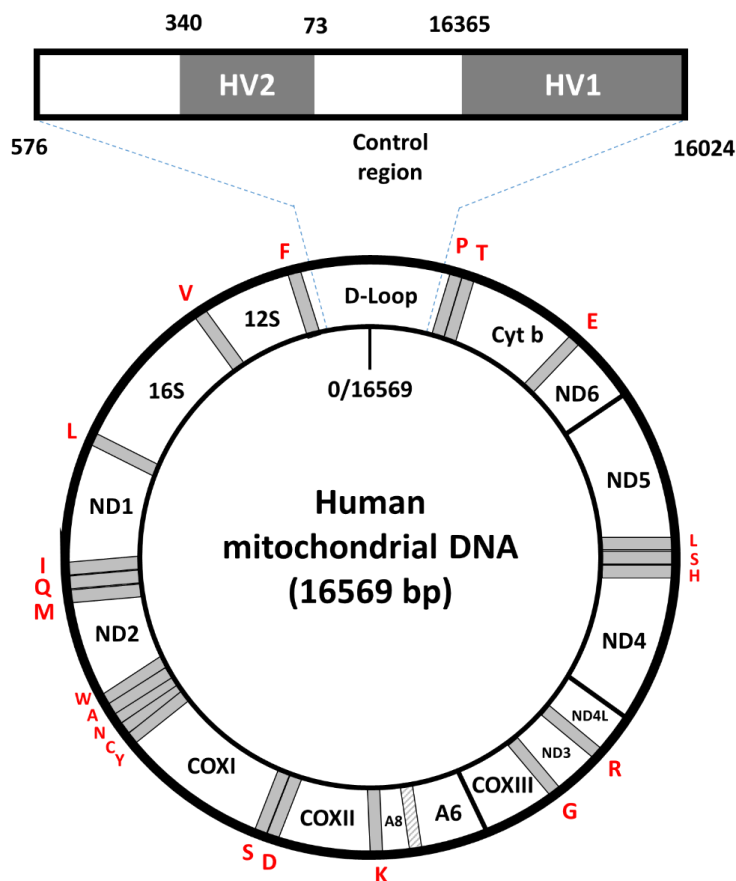 340 73 16365
HV2 HV1
576 Control 16024
region
F P T
V D-Loop E
12S Cyt b
16S 0/16569 ND6
L
ND1 ND5
Human
mitochondrial DNA
(16569 bp)
I L
Q S
M H
ND2 ND4
W
A
N
C
Y
ND4L
ND3 R
COXI COXIII G
COXII A8 A6
S D K